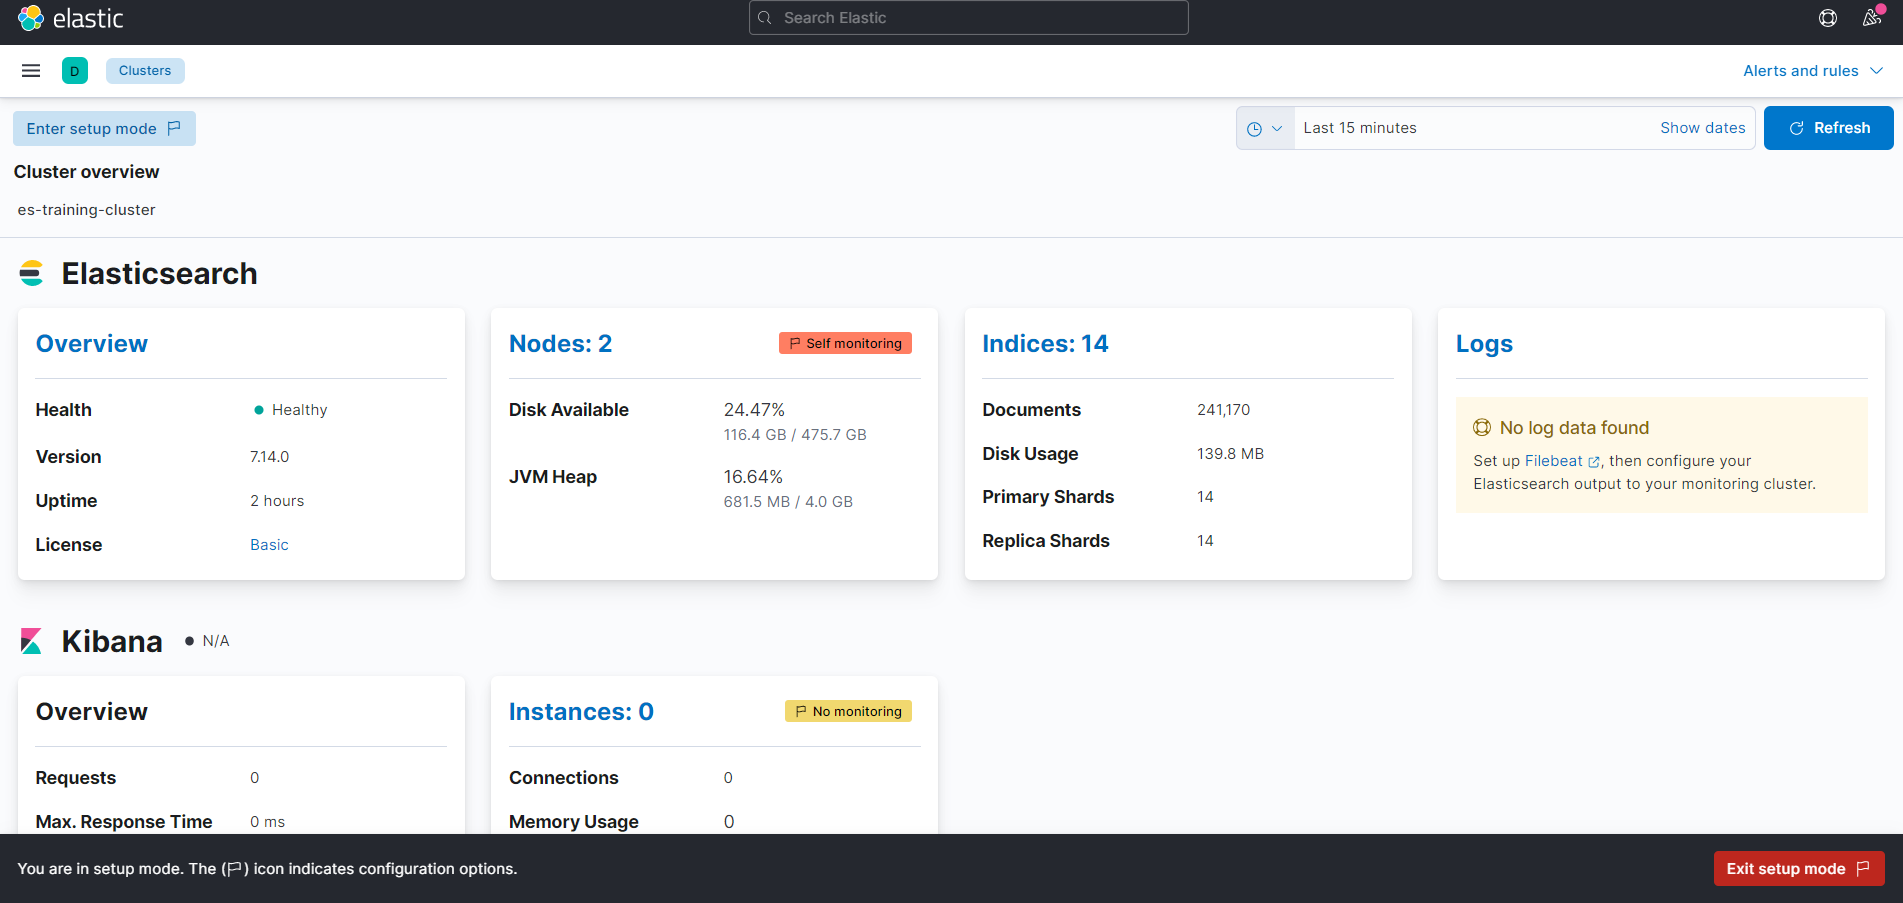 elastic
Search Elastic
D
Clusters
Alerts and rules
Enter setup mode
Last 15 minutes
Show dates
Refresh
Cluster overview
es-training-cluster
Elasticsearch
Overview
Health
Healthy
Version
7.14.0
Uptime
2 hours
License
Basic
Nodes: 2
Self monitoring
Disk Available
24.47%
116.4 GB / 475.7 GB
JVM Heap
16.64%
681.5 MB / 4.0 GB
Indices: 14
Documents
241,170
Disk Usage
139.8 MB
Primary Shards
14
Replica Shards
14
Logs
No log data found
Set up Filebeat, then configure your
Elasticsearch output to your monitoring cluster.
Kibana
N/A
Overview
Requests
0
Max. Response Time
0 ms
Instances: 0
No monitoring
Connections
0
Memory Usage
0
You are in setup mode. The ( ) icon indicates configuration options.
Exit setup mode